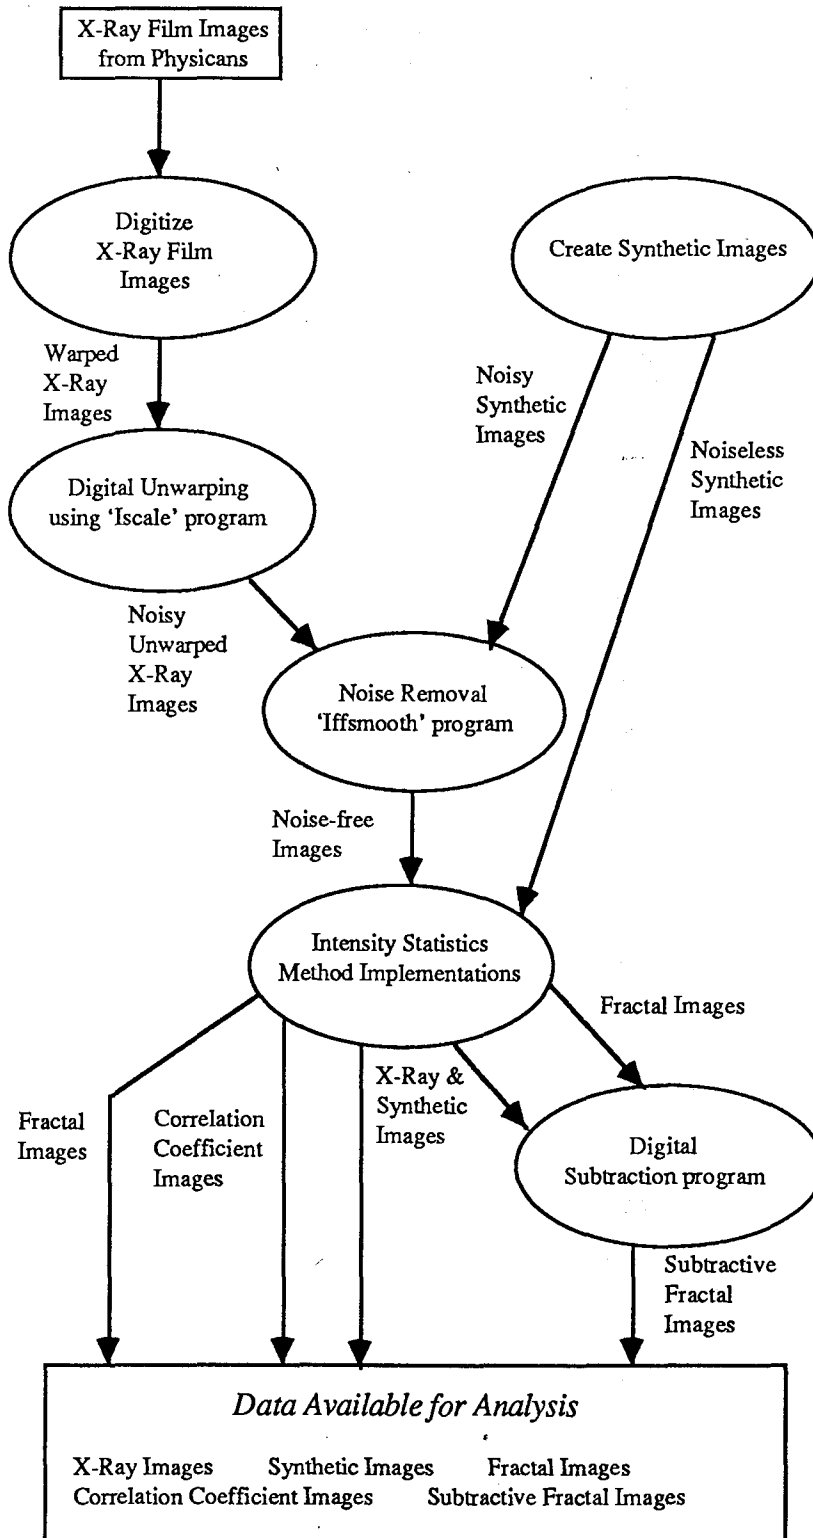 X-Ray Film Images
from Physicans
Digitize
X-Ray Film
Images
Create Synthetic Images
Warped
X-Ray
Images
Noisy
Synthetic
Images
Noiseless
Synthetic
Images
Digital Unwarping
using ‘Iscale’ program
Noisy
Unwarped
X-Ray
Images
Noise Removal
‘Iffsmooth’ program
Noise-free
Images
Intensity Statistics
Method Implementations
Fractal Images
Fractal
Images
Correlation
Coefficient
Images
X-Ray &
Synthetic
Images
Digital
Subtraction program
Subtractive
Fractal
Images
Data Available for Analysis
X-Ray Images Synthetic Images Fractal Images
Correlation Coefficient Images Subtractive Fractal Images